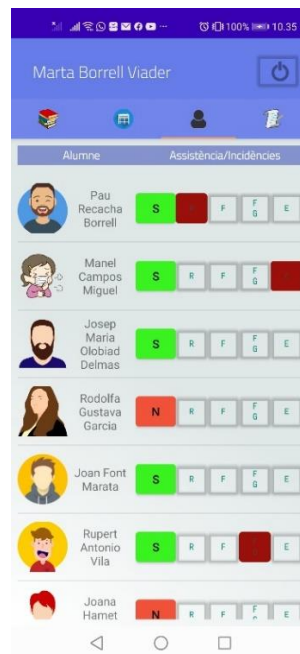 100% 10.35
Marta Borrell Viader
Alumne Assistència/Incidències
Pau
Recacha
Borrell
S F F G E
Manel
Campos
Miguel
S R F F G
Josep
Maria
Olobiad
Delmas
S R F F G E
Rodolfa
Gustava
Garcia
N R F F G E
Joan Font
Marata
S R F F G E
Rupert
Antonio
Vila
S R F E
Joana
Hamet
N R F F E